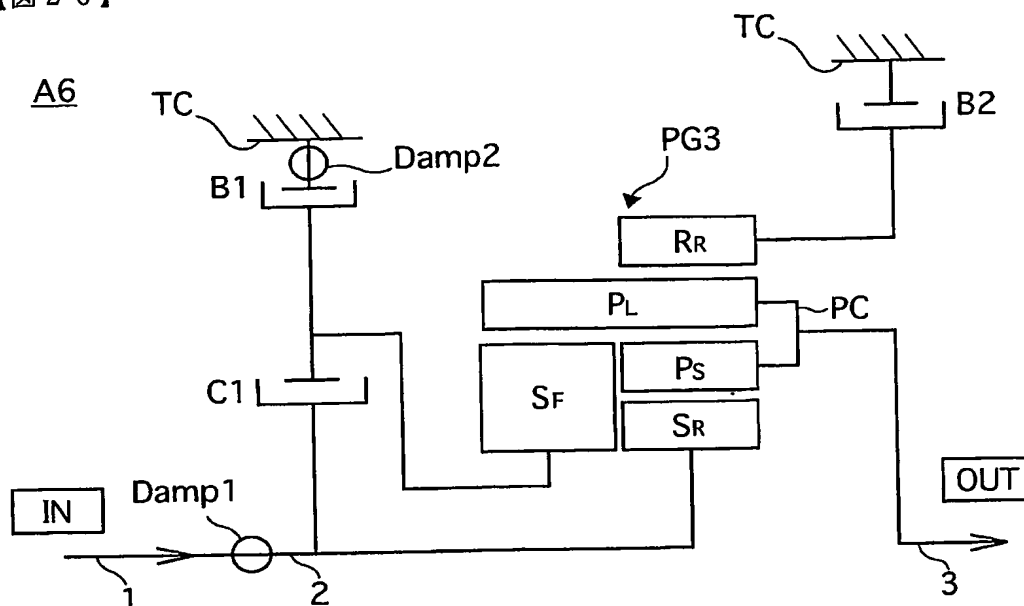 TC
A6
TC
B2
Damp2
PG3
B1
RR
PL
PC
C1
SF
PS
SR
Damp1
OUT
IN
1
2
3